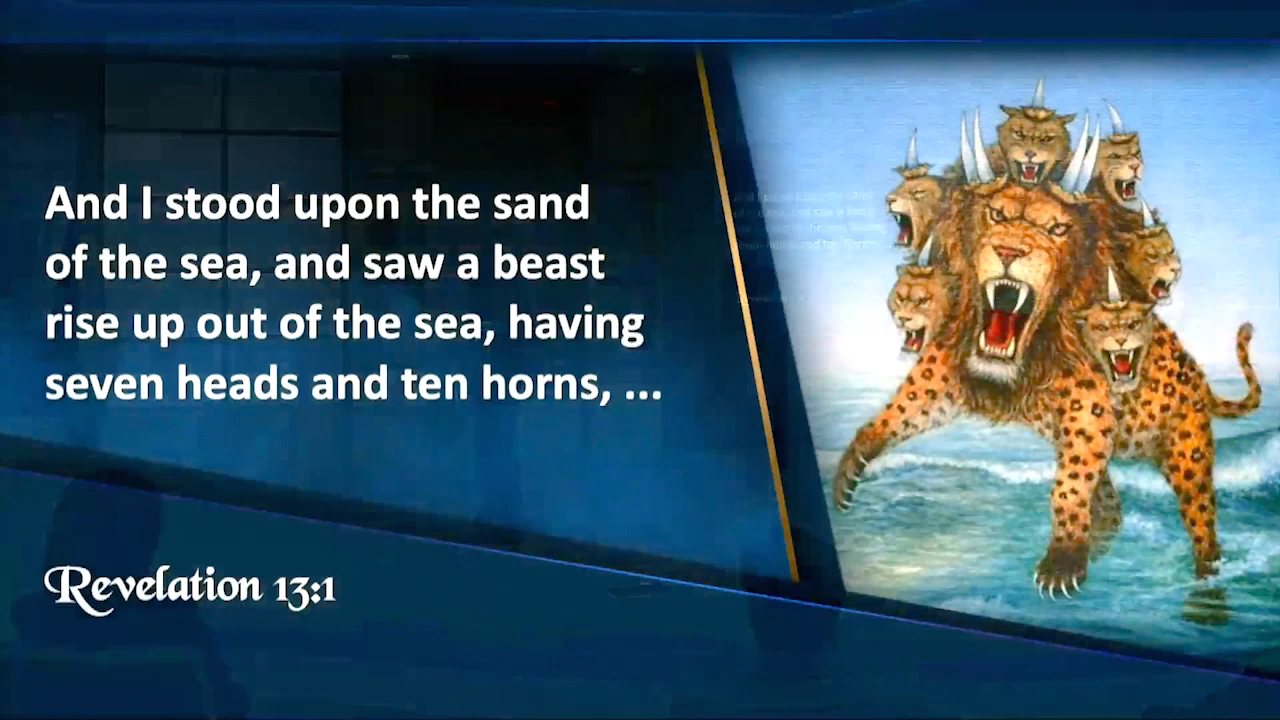 And I stood upon the sand
of the sea, and saw a beast
rise up out of the sea, having
seven heads and ten horns, ...
Revelation 13:1